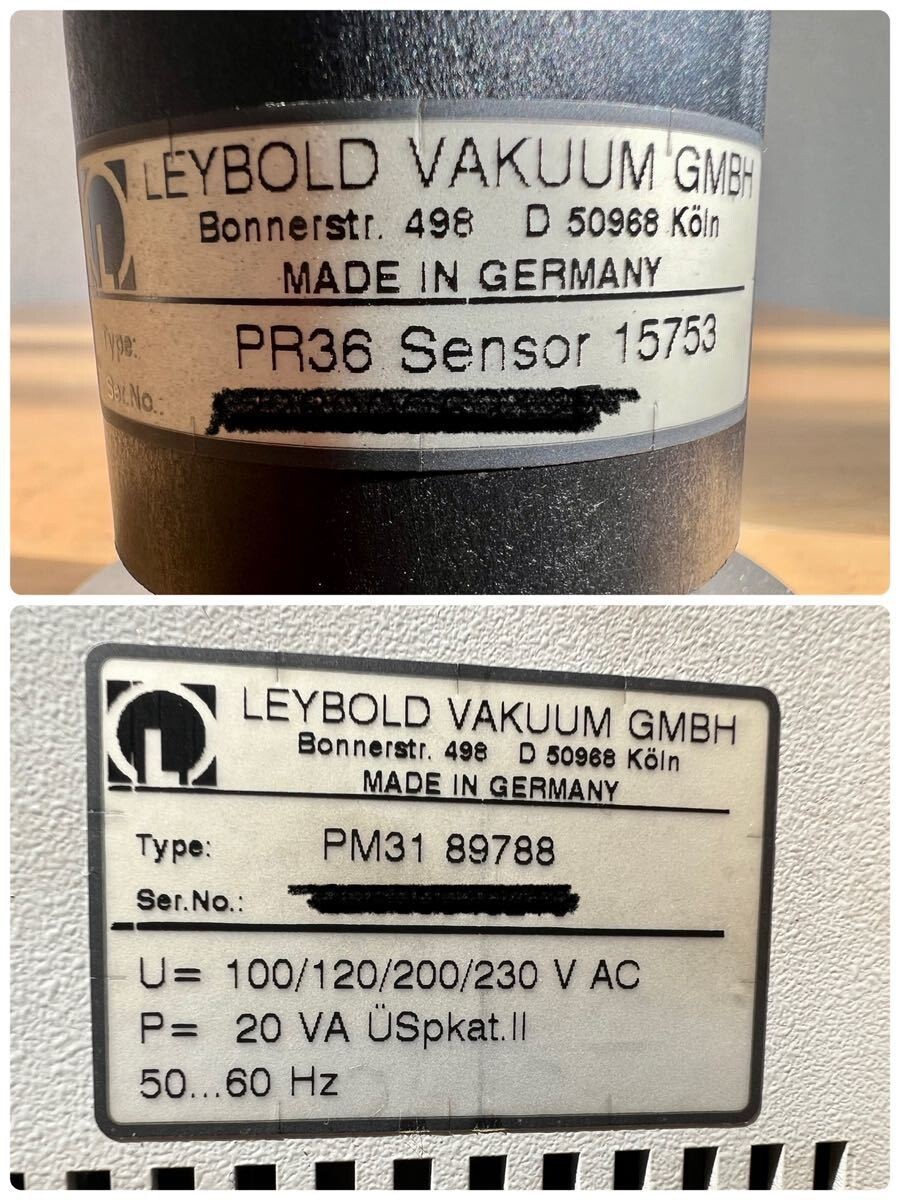 LEYBOLD VAKUUM GMBH
Bonnerstr. 498 D 50968 Köln
MADE IN GERMANY
Type: PR36 Sensor 15753
Ser.No.:
L
LEYBOLD VAKUUM GMBH
Bonnerstr. 498 D 50968 Köln
MADE IN GERMANY
Type: PM31 89788
Ser.No.:
U= 100/120/200/230 V AC
P= 20 VA ÜSpkat.II
50...60 Hz